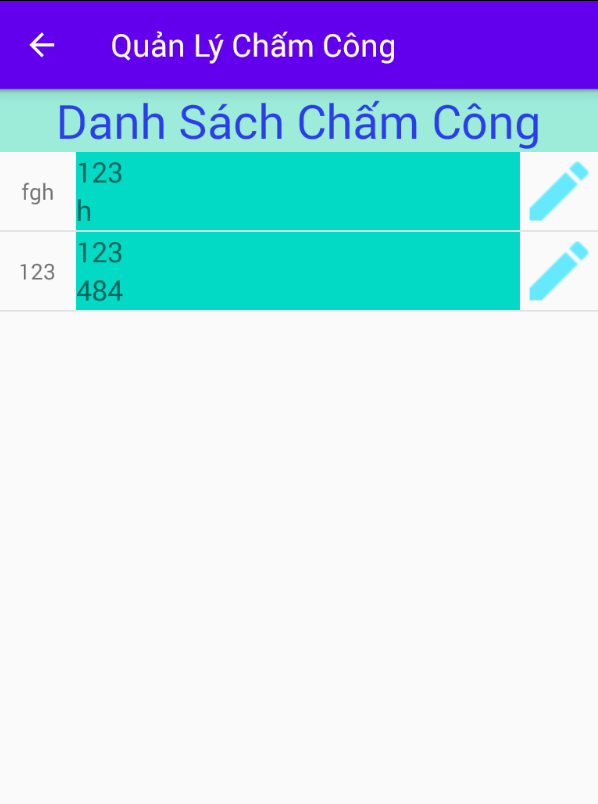 Quản Lý Chấm Công
Danh Sách Chấm Công
fgh
123
h
123
123
484